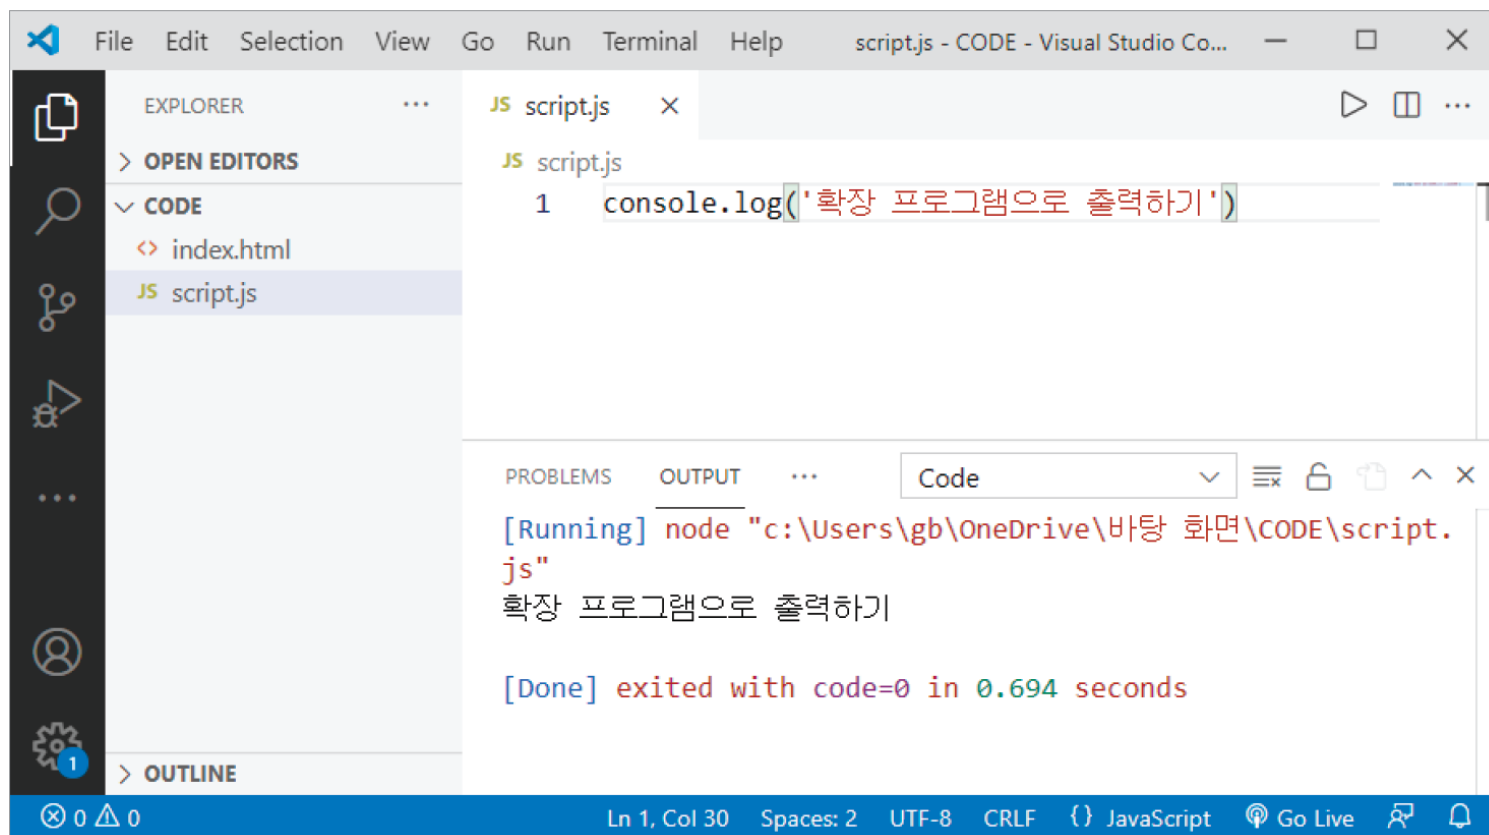 File Edit Selection View Go Run Terminal Help script.js - CODE - Visual Studio Co...
EXPLORER ...
JS script.js
OPEN EDITORS
JS script.js
CODE
1 console.log('확장 프로그램으로 출력하기')
<> index.html
JS script.js
PROBLEMS OUTPUT ... Code
[Running] node "c:\Users\gb\OneDrive\바탕 화면\CODE\script.
js"
확장 프로그램으로 출력하기
[Done] exited with code=0 in 0.694 seconds
1
OUTLINE
0 0 Ln 1, Col 30 Spaces: 2 UTF-8 CRLF {} JavaScript Go Live